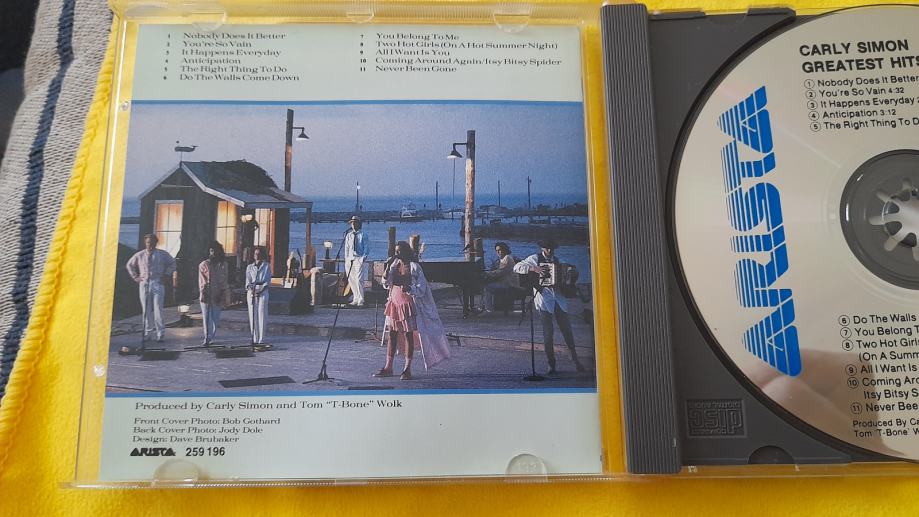 1 Nobody Does It Better
2 You're So Vain
3 It Happens Everyday
4 Anticipation
5 The Right Thing To Do
6 Do The Walls Come Down
7 You Belong To Me
8 Two Hot Girls (On A Hot Summer Night)
9 All I Want Is You
10 Coming Around Again/Itsy Bitsy Spider
11 Never Been Gone
Produced by Carly Simon and Tom "T-Bone" Wolk
Front Cover Photo: Bob Gothard
Back Cover Photo: Jody Dole
Design: Dave Brubaker
ARISTA 259 196
CARLY SIMON
GREATEST HITS
1 Nobody Does It Better
2 You're So Vain 4:32
3 It Happens Everyday
4 Anticipation 3:12
5 The Right Thing To D
ARISTA
6 Do The Walls
7 You Belong T
8 Two Hot Girls
(On A Summ
9 All I Want Is
10 Coming Aro
Itsy Bitsy S
11 Never Bee
Produced By Ca
Tom 'T-Bone' W
disc